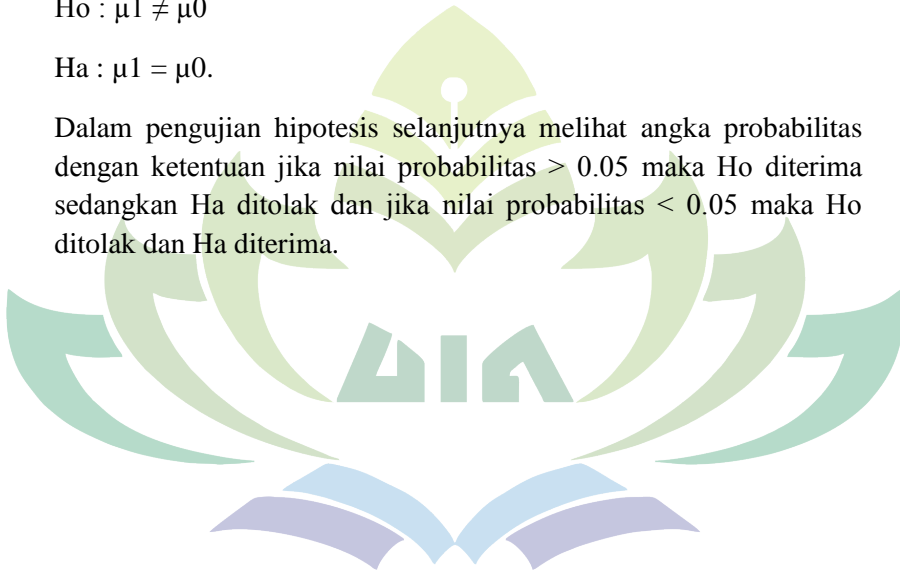 Ho : µ1 ≠ µ0
Ha : µ1 = µ0.
Dalam pengujian hipotesis selanjutnya melihat angka probabilitas
dengan ketentuan jika nilai probabilitas > 0.05 maka Ho diterima
sedangkan Ha ditolak dan jika nilai probabilitas < 0.05 maka Ho
ditolak dan Ha diterima.
UIN